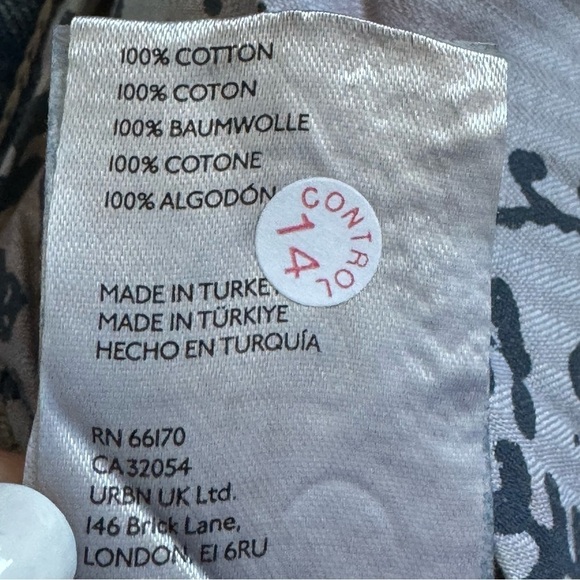 100% COTTON
100% COTON
100% BAUMWOLLE
100% COTONE
100% ALGODÓN
CONTROL
14
MADE IN TURKE
MADE IN TÜRKIYE
HECHO EN TURQUÍA
RN 66170
CA 32054
URBN UK Ltd.
146 Brick Lane,
LONDON, E1 6RU